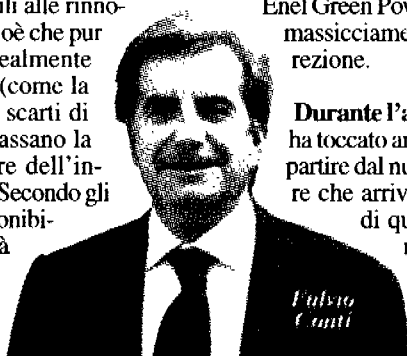 ili alle rinno-
oè che pur
ealmente
(come la
scarti di
assano la
re dell'in-
Secondo gli
onibi-
à
Enel Green Pow
massicciame
rezione.
Durante l'a
ha toccato an
partire dal nu
re che arriv
di qu
Fulvio
Conti